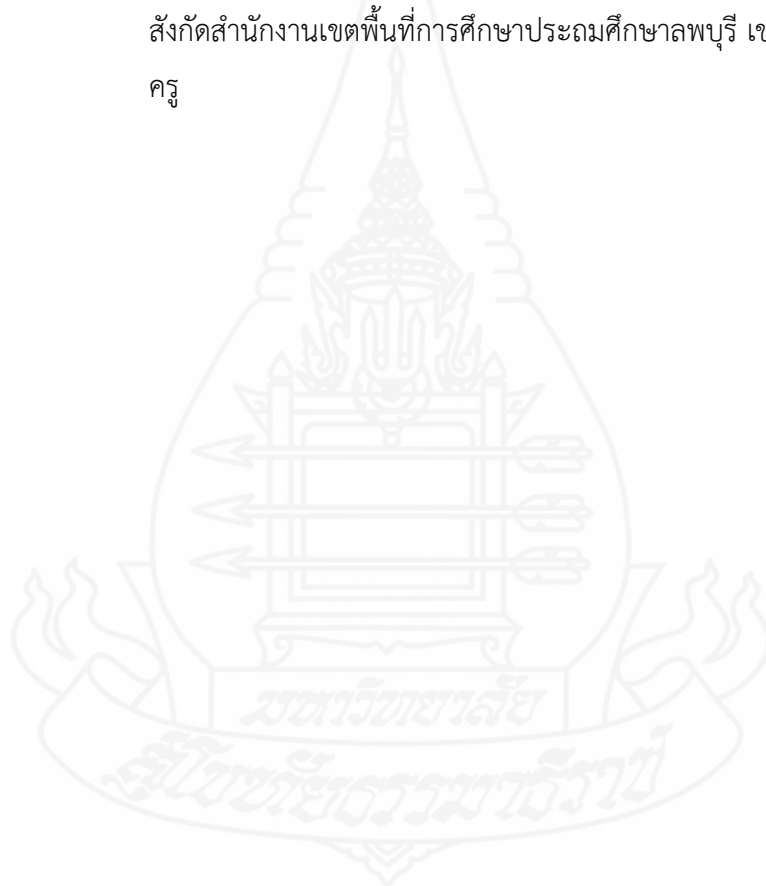 สังกัดสำนักงานเขตพื้นที่การศึกษาประถมศึกษาลพบุรี
ครู
มหาวิทยาลัย
สุโขทัยธรรมาธิราช